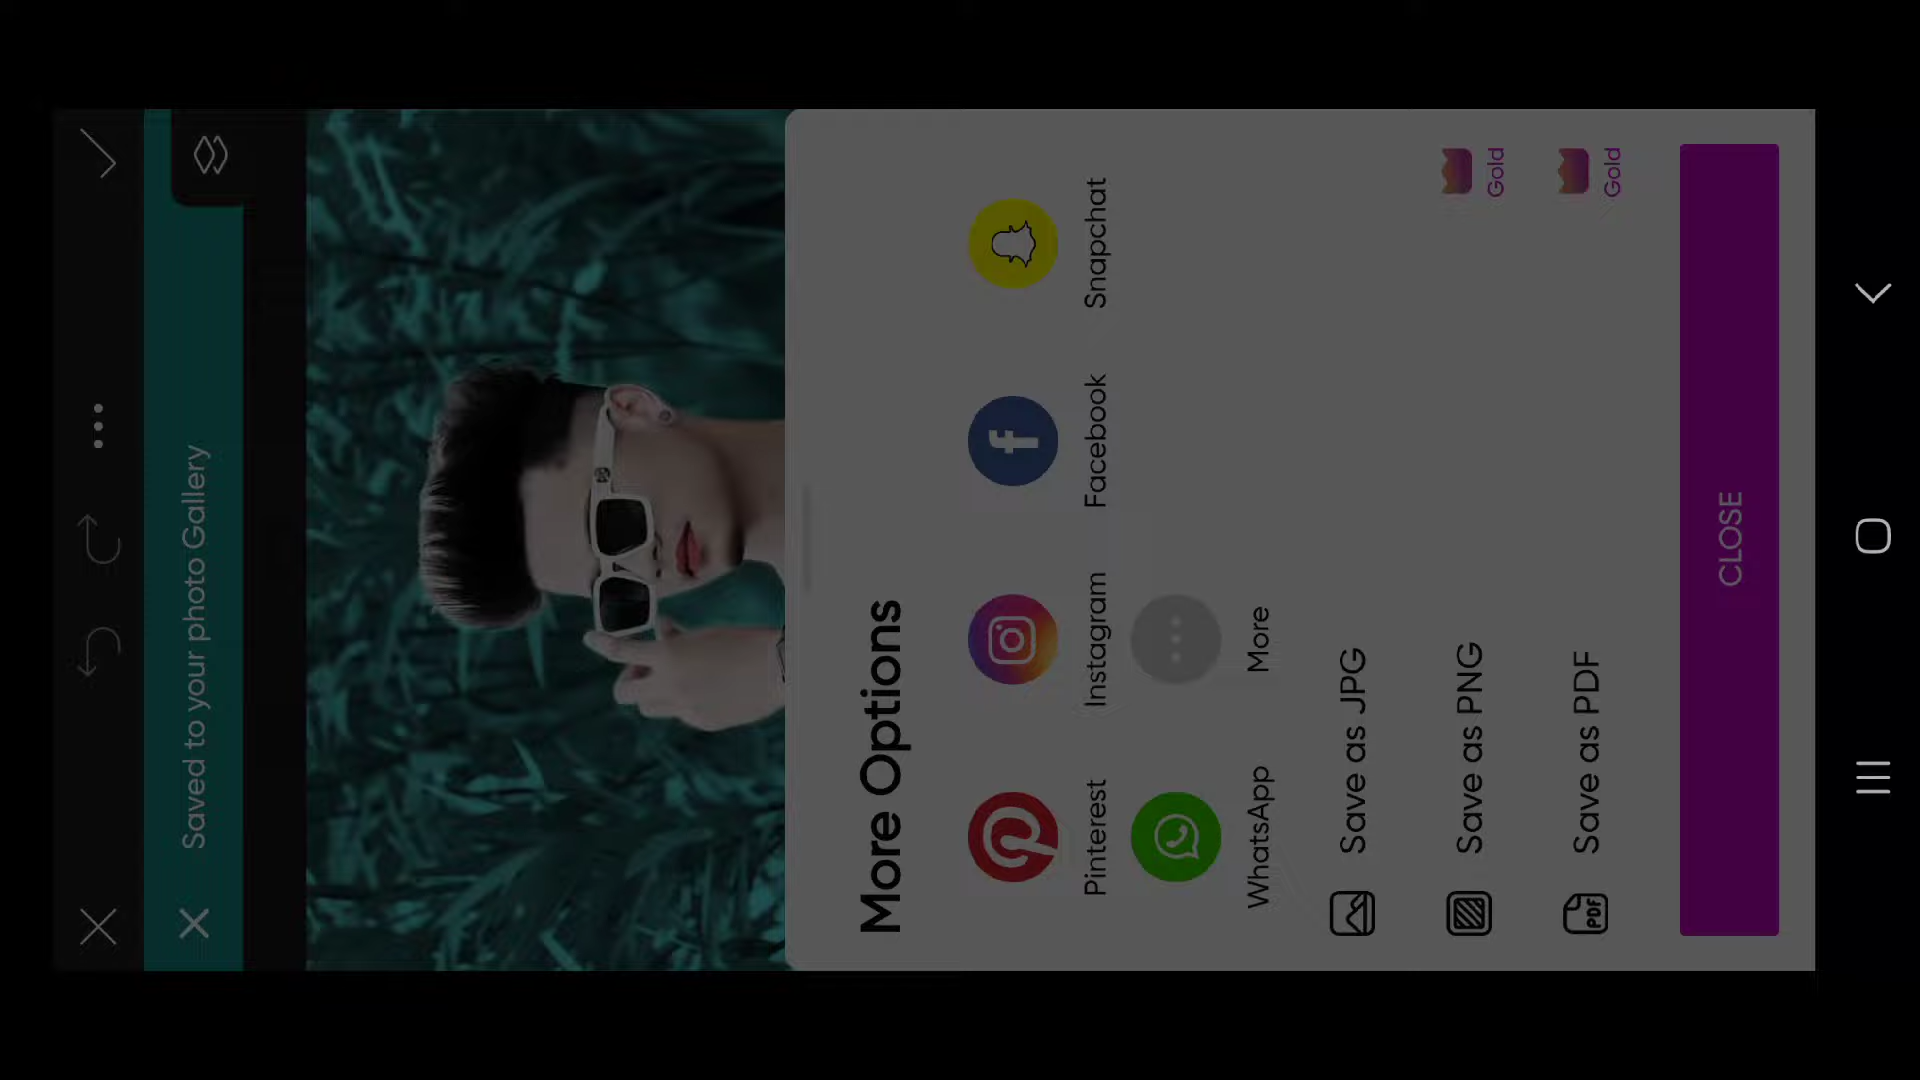 Saved to your photo Gallery
More Options
Pinterest
Instagram
Facebook
Snapchat
WhatsApp
More
Save as JPG
Save as PNG
Gold
PDF
Save as PDF
Gold
CLOSE